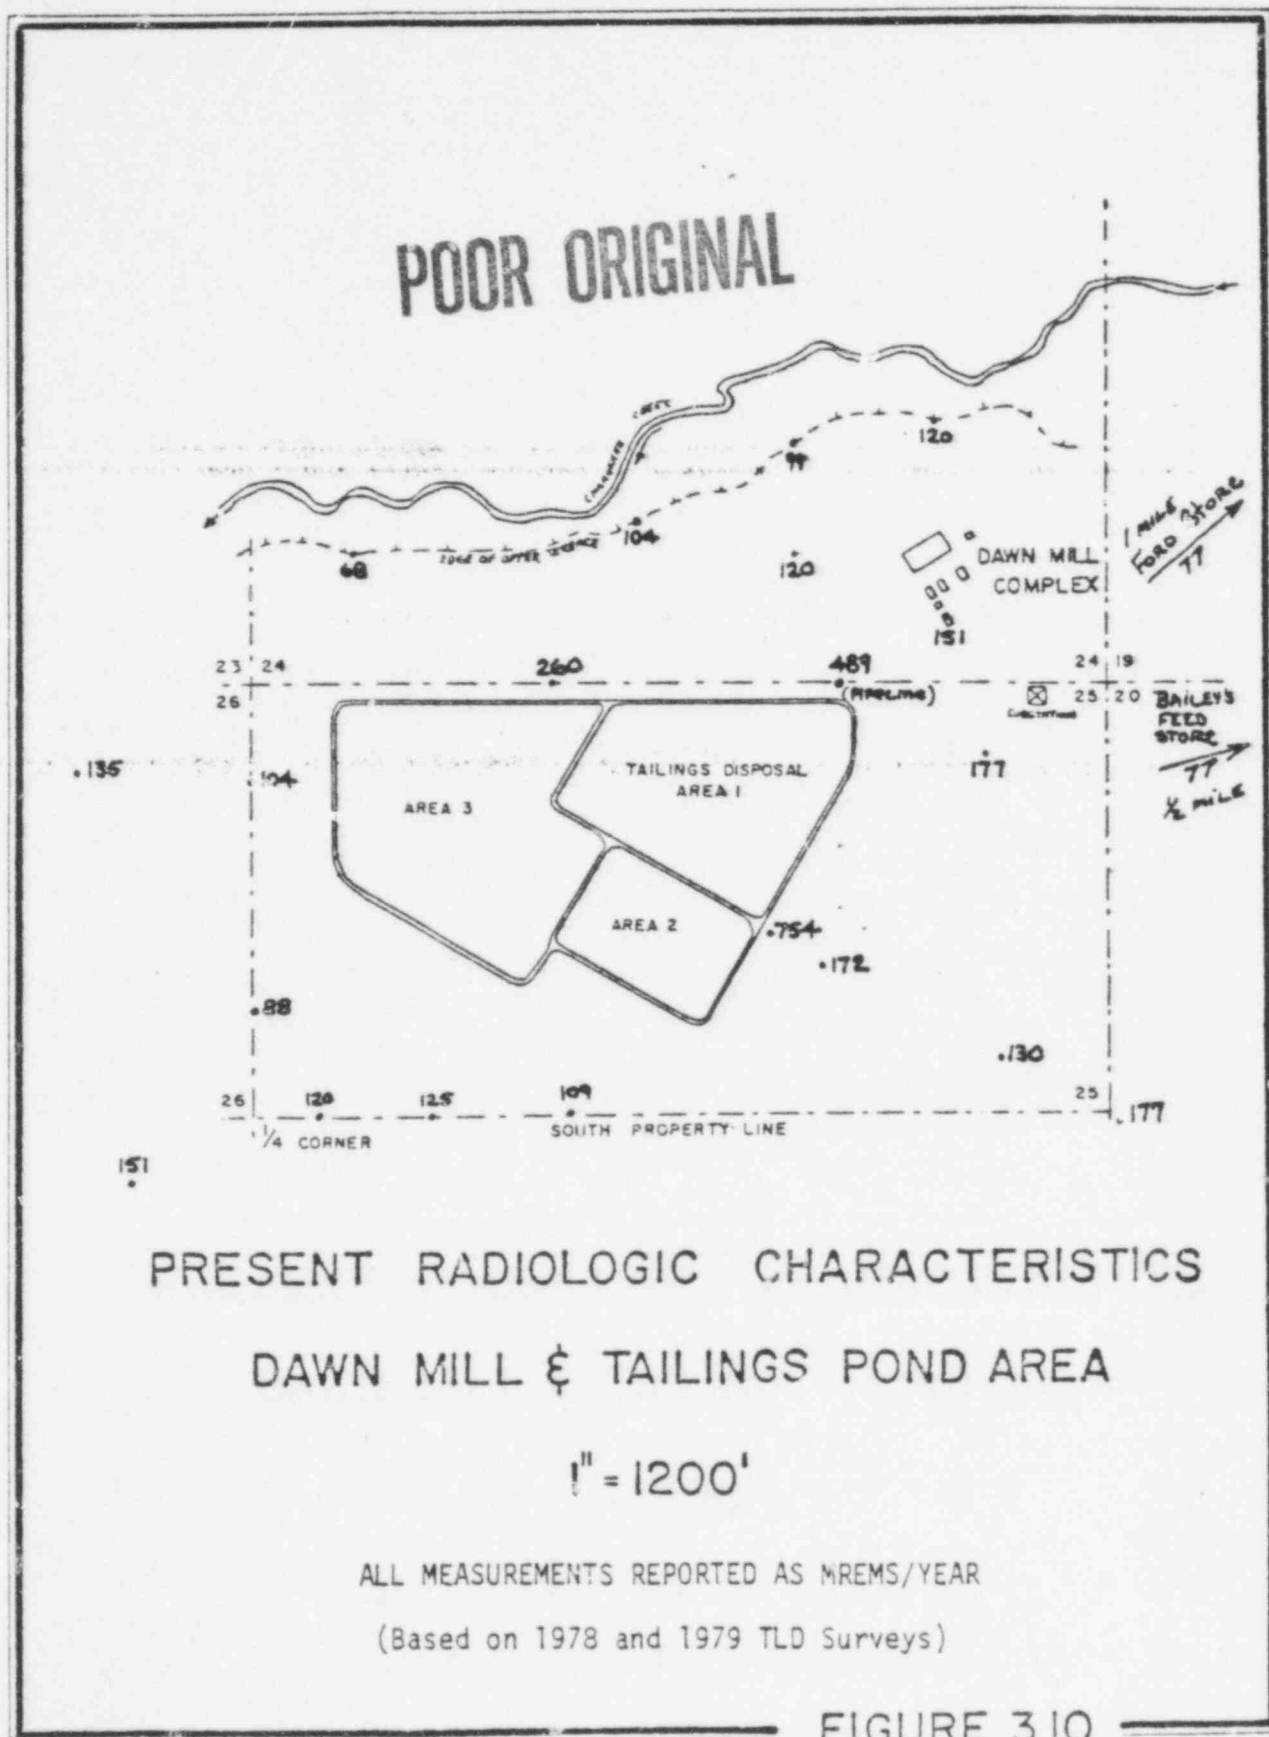 POOR ORIGINAL
CREEK
120
99
104
EDGE OF UPPER TERRACE
68
120
DAWN MILL
COMPLEX
151
1 MILE
FORD STORE
77
23 24
260
489
24 19
26
(PIPELINE)
25 20
BAILEY'S
FEED
STORE
77
1/2 MILE
.135
104
TAILINGS DISPOSAL
AREA 1
177
AREA 3
AREA 2
.754
.172
88
.130
26
120
125
109
25
.177
1/4 CORNER
SOUTH PROPERTY LINE
151
PRESENT RADIOLOGIC CHARACTERISTICS
DAWN MILL & TAILINGS POND AREA
1" = 1200'
ALL MEASUREMENTS REPORTED AS MREMS/YEAR
(Based on 1978 and 1979 TLD Surveys)
FIGURE 3.10